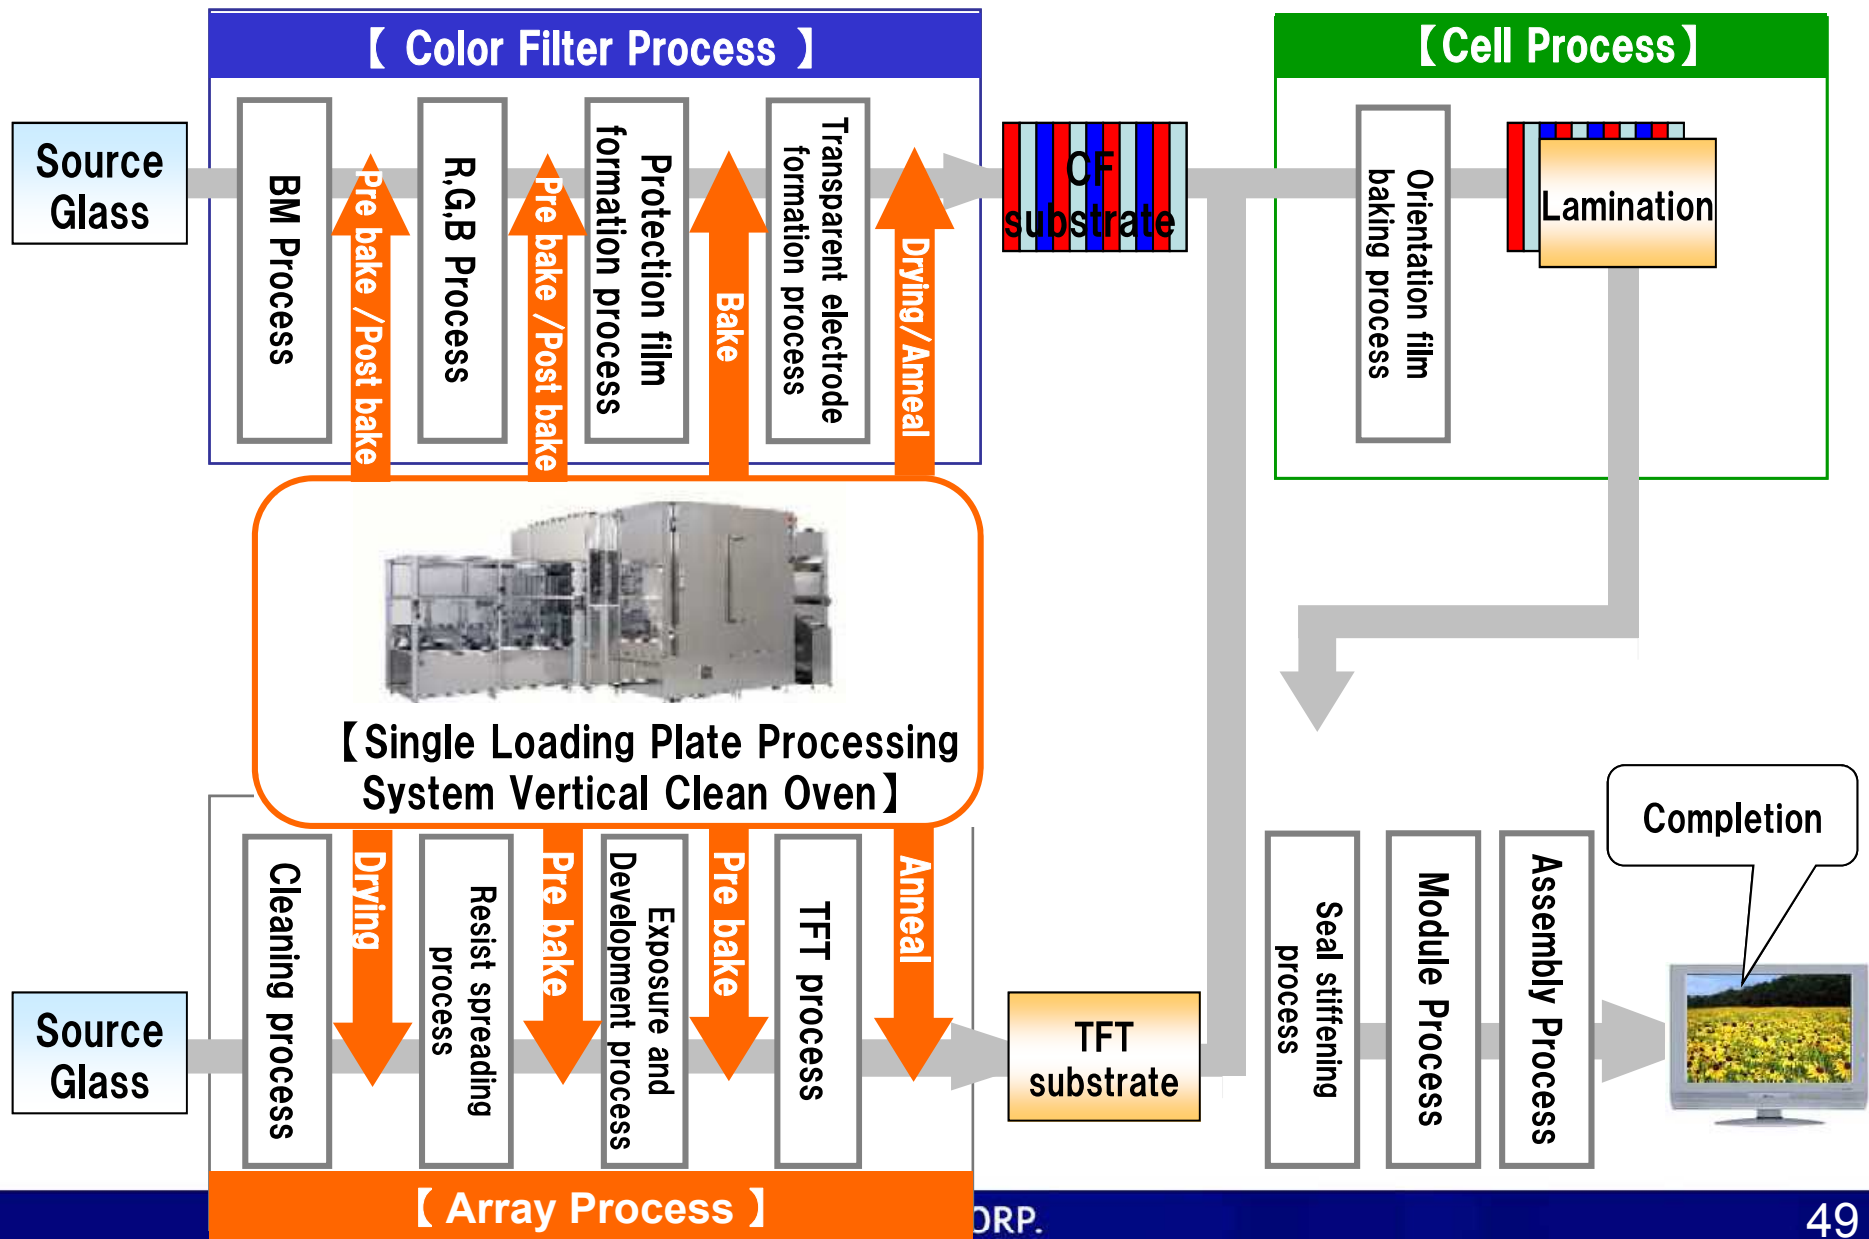 【 Color Filter Process 】
【Cell Process】
Source
Glass
BM Process
Pre bake /Post bake
R,G,B Process
Pre bake /Post bake
Protection film
formation process
Bake
Transparent electrode
formation process
Drying/Anneal
CF
substrate
Orientation film
baking process
Lamination
【Single Loading Plate Processing
System Vertical Clean Oven】
Source
Glass
Cleaning process
Drying
Resist spreading
process
Pre bake
Exposure and
Development process
Pre bake
TFT process
Anneal
TFT
substrate
Seal stiffening
process
Module Process
Assembly Process
Completion
【 Array Process 】
ORP.
49